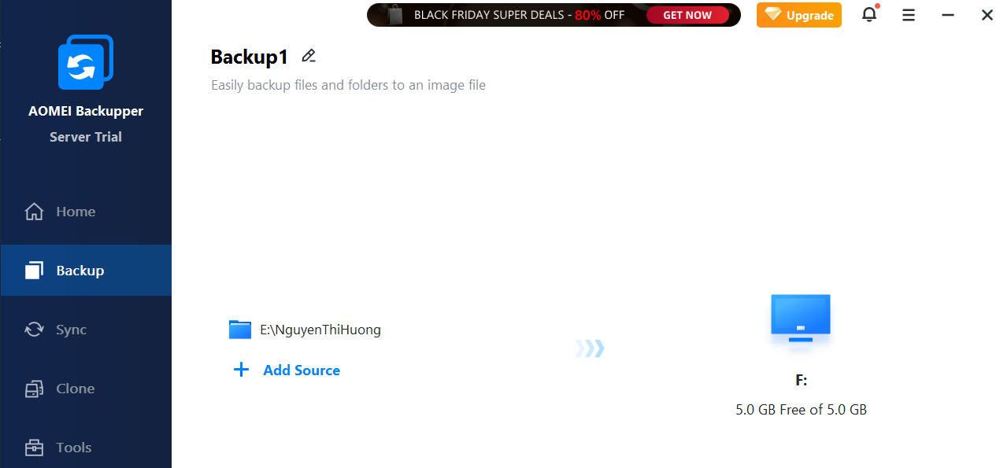 BLACK FRIDAY SUPER DEALS - 80% OFF GET NOW
Upgrade
Backup1
Easily backup files and folders to an image file
AOMEI Backupper
Server Trial
Home
Backup
Sync
Clone
Tools
E:\NguyenThiHuong
Add Source
F:
5.0 GB Free of 5.0 GB